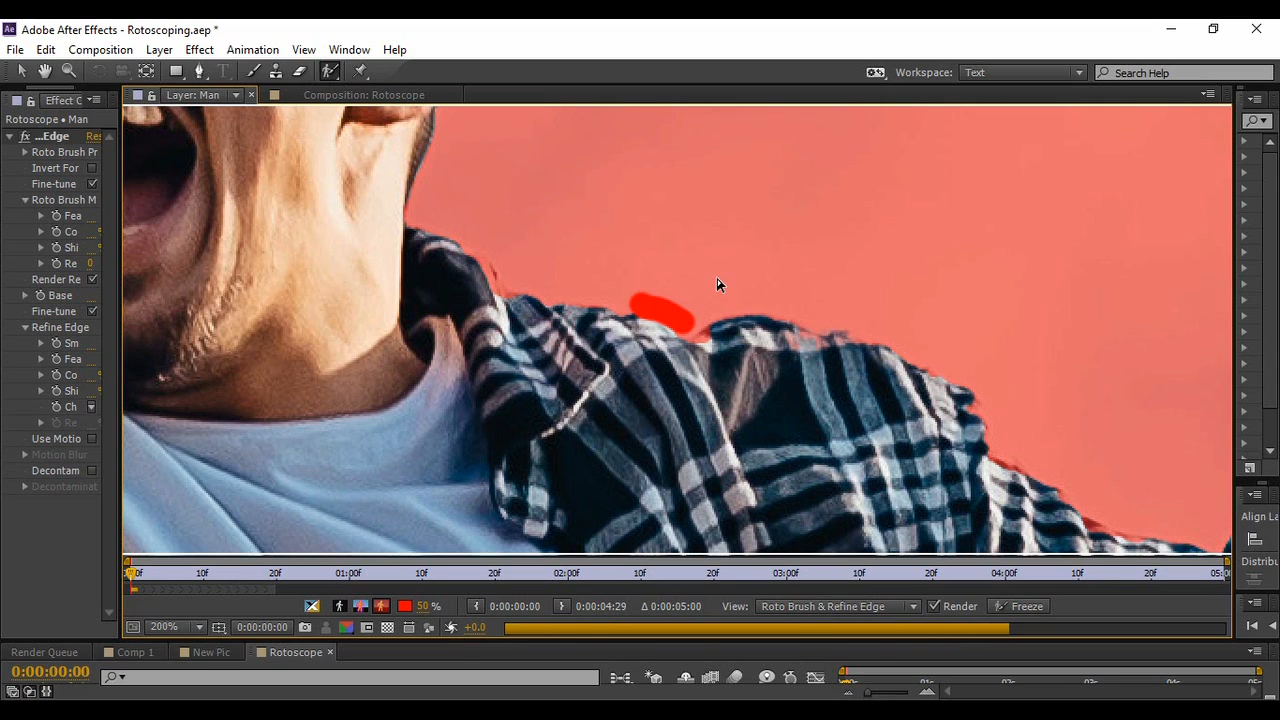 Adobe After Effects - Rotoscoping.aep *
File Edit Composition Layer Effect Animation View Window Help
Workspace: Text Search Help
Effect C Layer: Man Composition: Rotoscope
Rotoscope • Man
fx ...Edge Res
Roto Brush Pr
Invert For
Fine-tune
Roto Brush M
Fea
Co
Shi
Re 0
Render Re
Base
Fine-tune
Refine Edge
Sm
Fea
Co
Shi
Ch
Re
Use Motio
Motion Blur
Decontam
Decontaminat
Align La
Distribu
0f 10f 20f 01:00f 10f 20f 02:00f 10f 20f 03:00f 10f 20f 04:00f 10f 20f 05:0
50 % 0:00:00:00 0:00:04:29 Δ 0:00:05:00 View: Roto Brush & Refine Edge Render Freeze
200% 0:00:00:00 +0.0
Render Queue Comp 1 New Pic Rotoscope
0:00:00:00